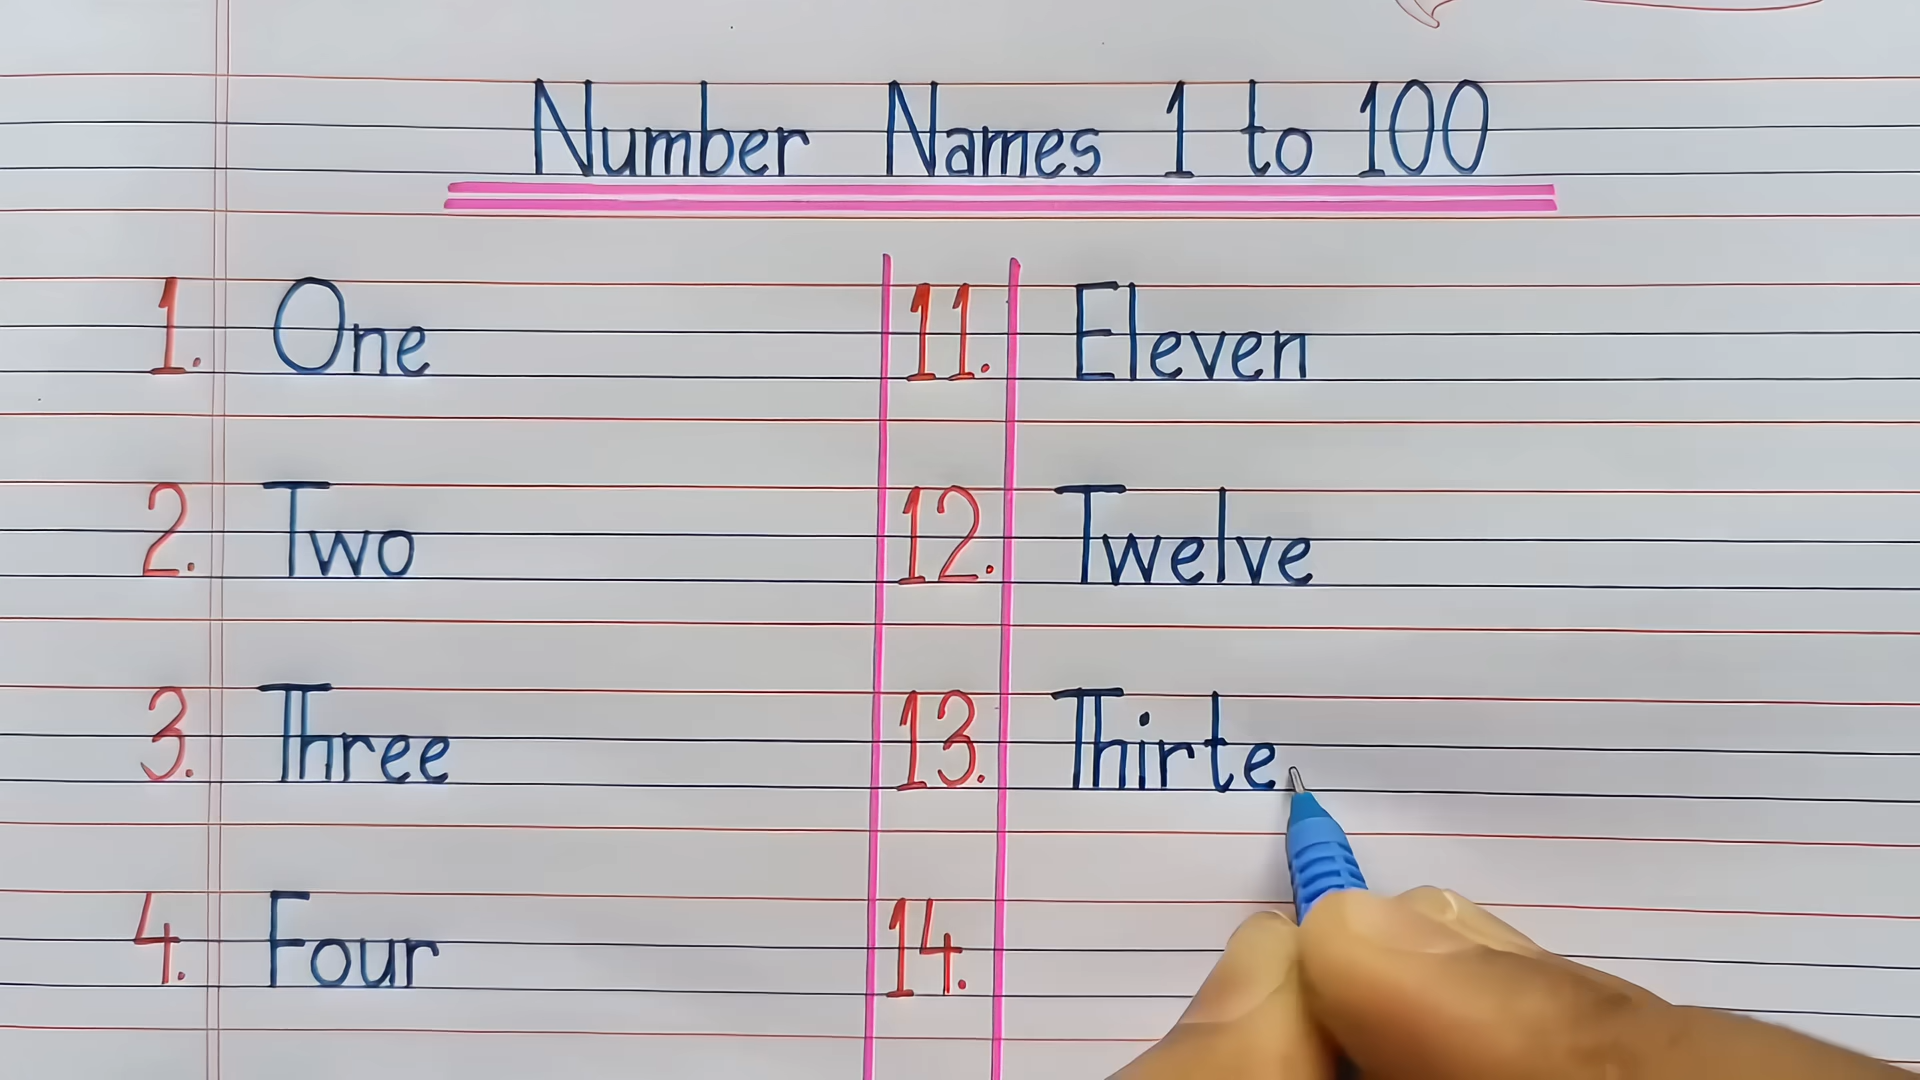 Number Names 1 to 100
1. One
2. Two
3. Three
4. Four
11. Eleven
12. Twelve
13. Thirte
14.